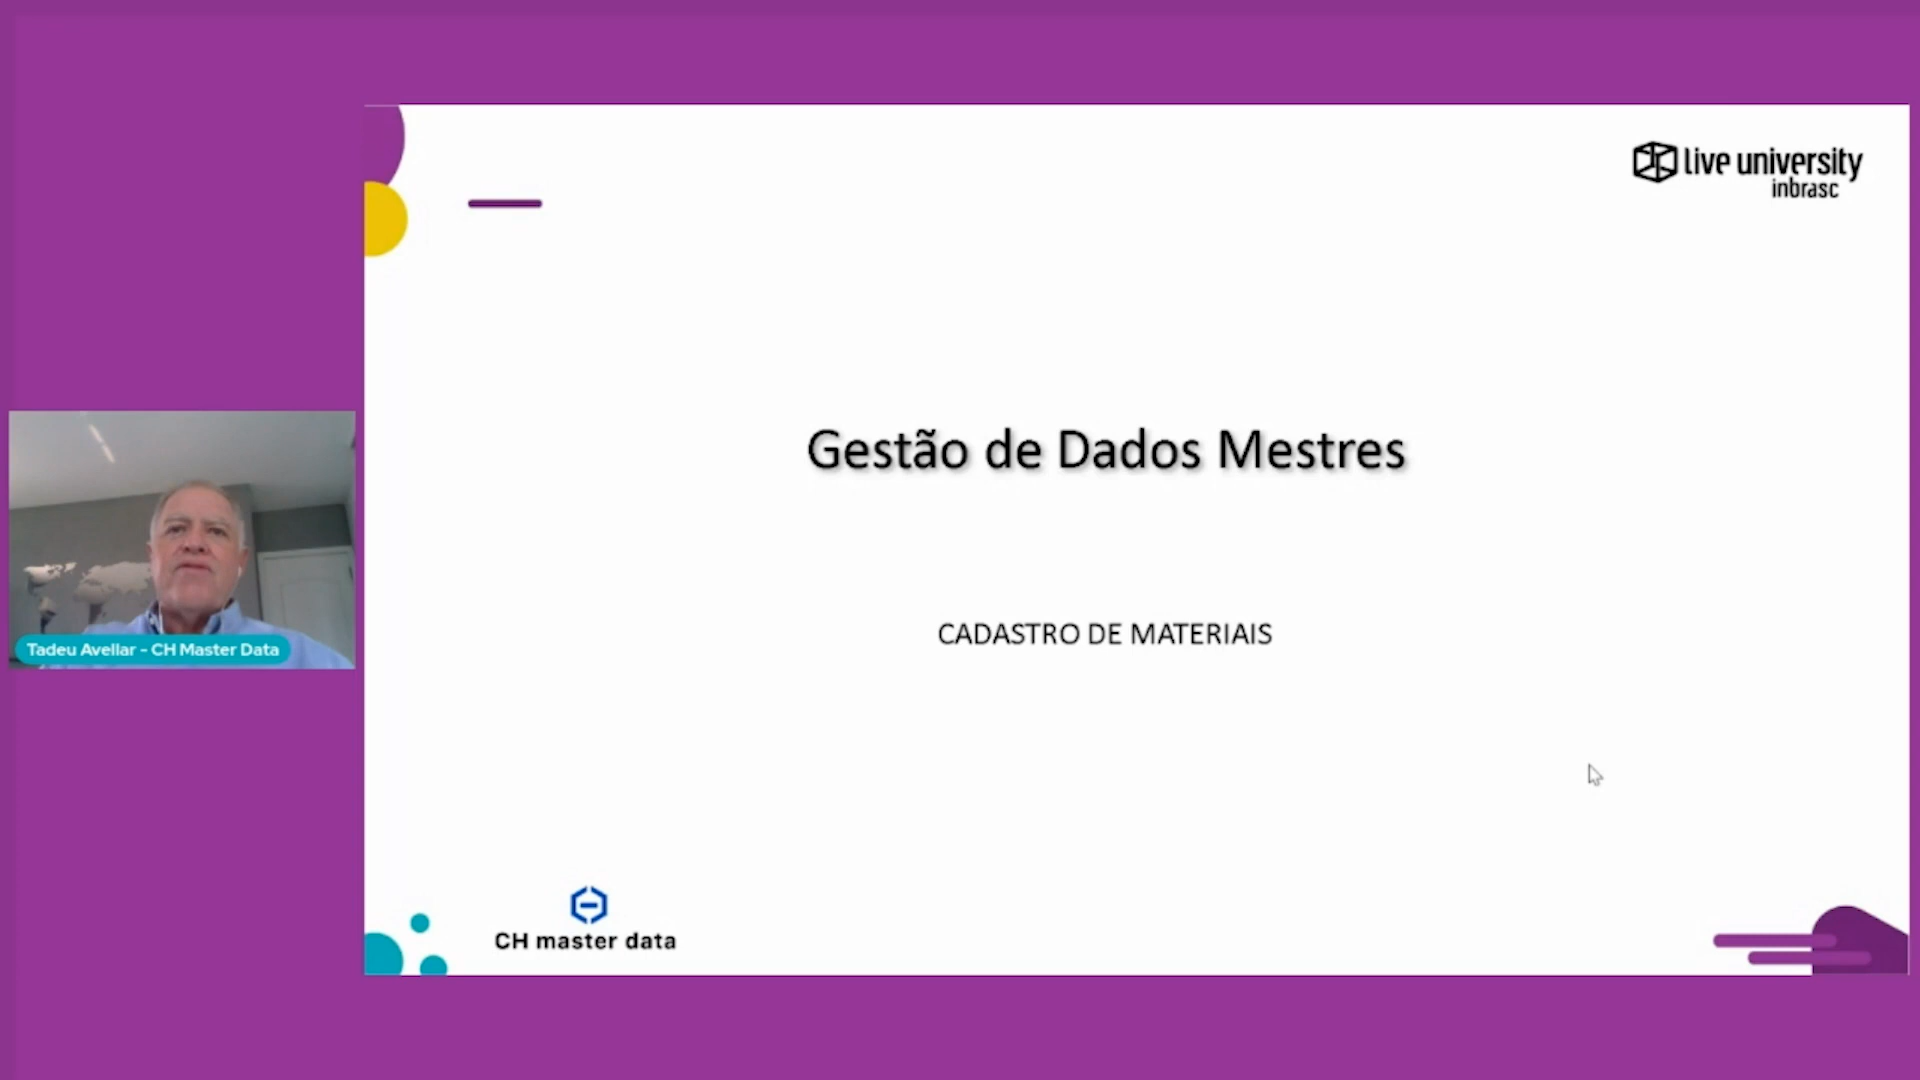 live university
inbrasc
Gestão de Dados Mestres
CADASTRO DE MATERIAIS
Tadeu Avellar - CH Master Data
CH master data